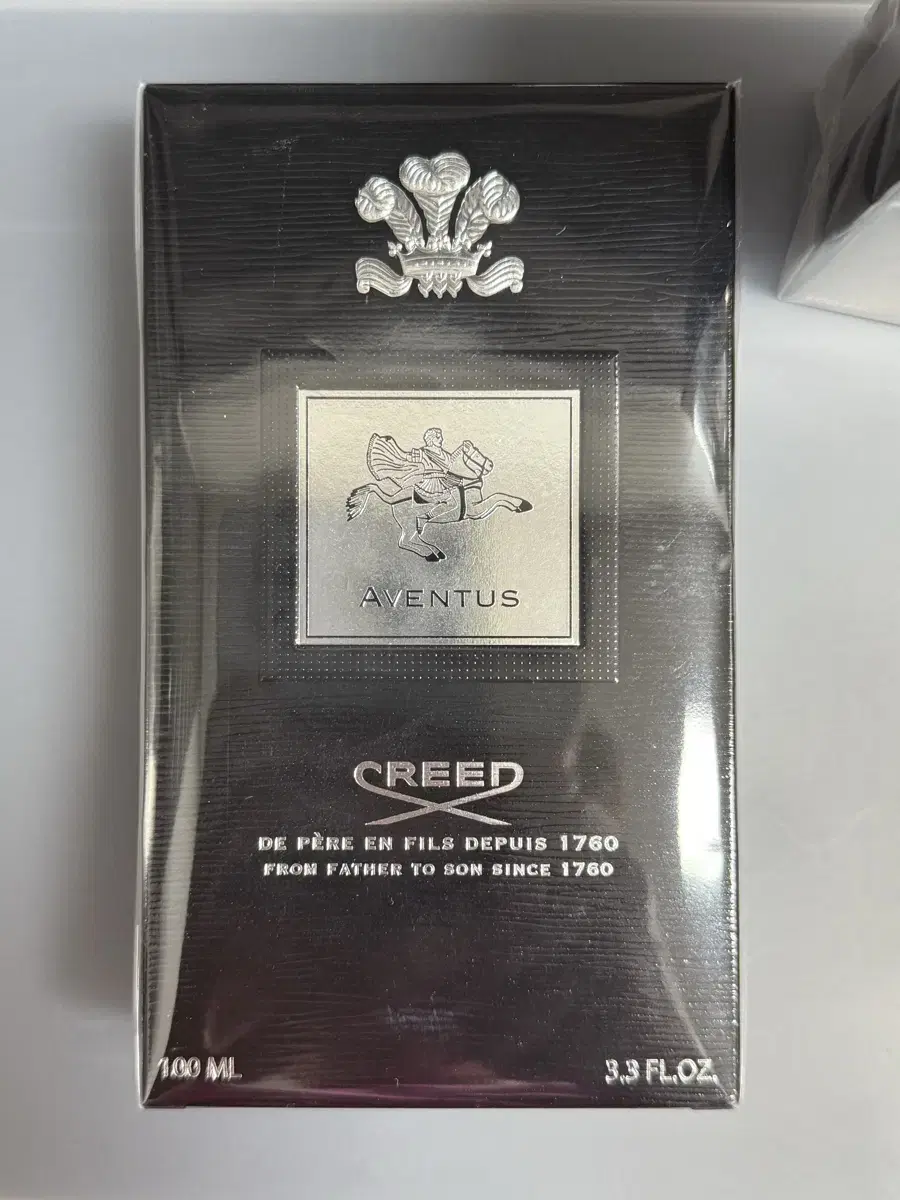 AVENTUS
CREED
DE PÈRE EN FILS DEPUIS 1760
FROM FATHER TO SON SINCE 1760
100 ML 3.3 FL.OZ.